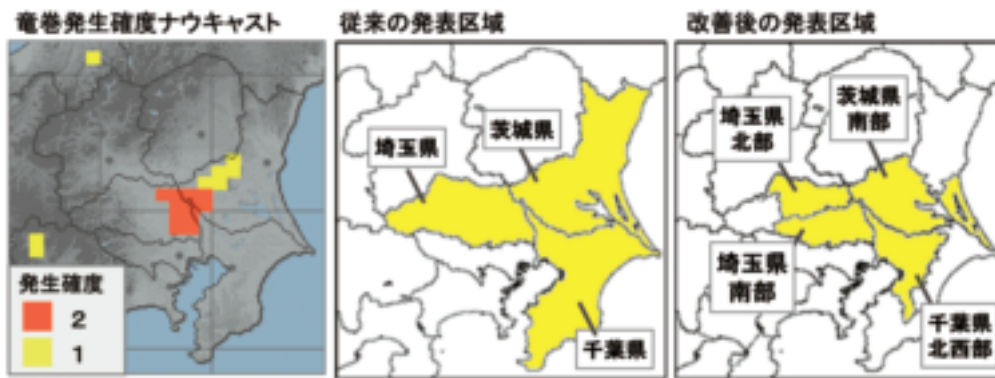 竜巻発生確度ナウキャスト
発生確度
2
1
従来の発表区域
埼玉県
茨城県
千葉県
改善後の発表区域
埼玉県
北部
茨城県
南部
埼玉県
南部
千葉県
北西部